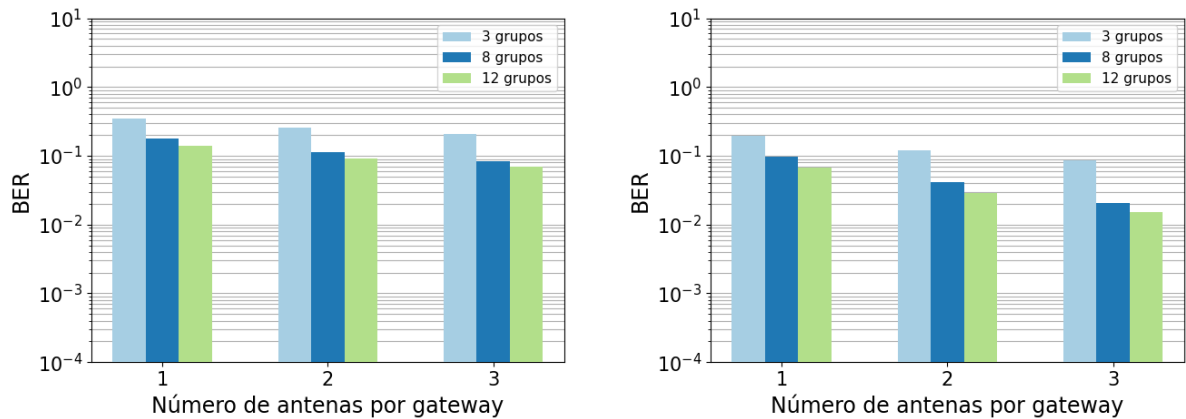 10^1
10^0
10^-1
10^-2
10^-3
10^-4
BER
3 grupos
8 grupos
12 grupos
1 2 3
Número de antenas por gateway
10^1
10^0
10^-1
10^-2
10^-3
10^-4
BER
3 grupos
8 grupos
12 grupos
1 2 3
Número de antenas por gateway